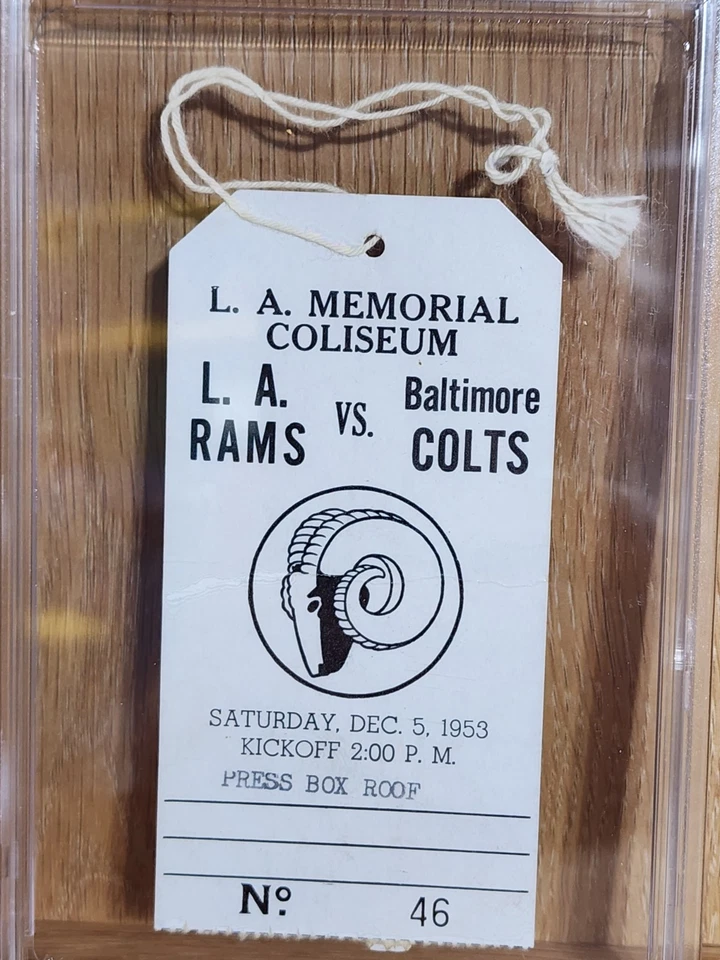 L. A. MEMORIAL
COLISEUM
L. A. RAMS VS. Baltimore COLTS
SATURDAY, DEC. 5, 1953
KICKOFF 2:00 P. M.
PRESS BOX ROOF
Nº 46